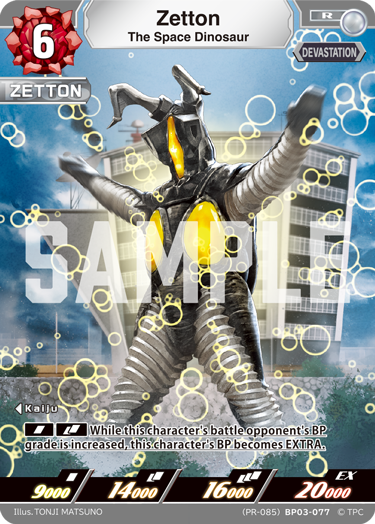 6
Zetton
The Space Dinosaur
R
DEVASTATION
ZETTON
SAMPLE
Kaiju
While this character's battle opponent's BP
grade is increased, this character's BP becomes EXTRA.
9000 14000 16000 EX 20000
Illus. TONJI MATSUNO (PR-085) BP03-077 © TPC